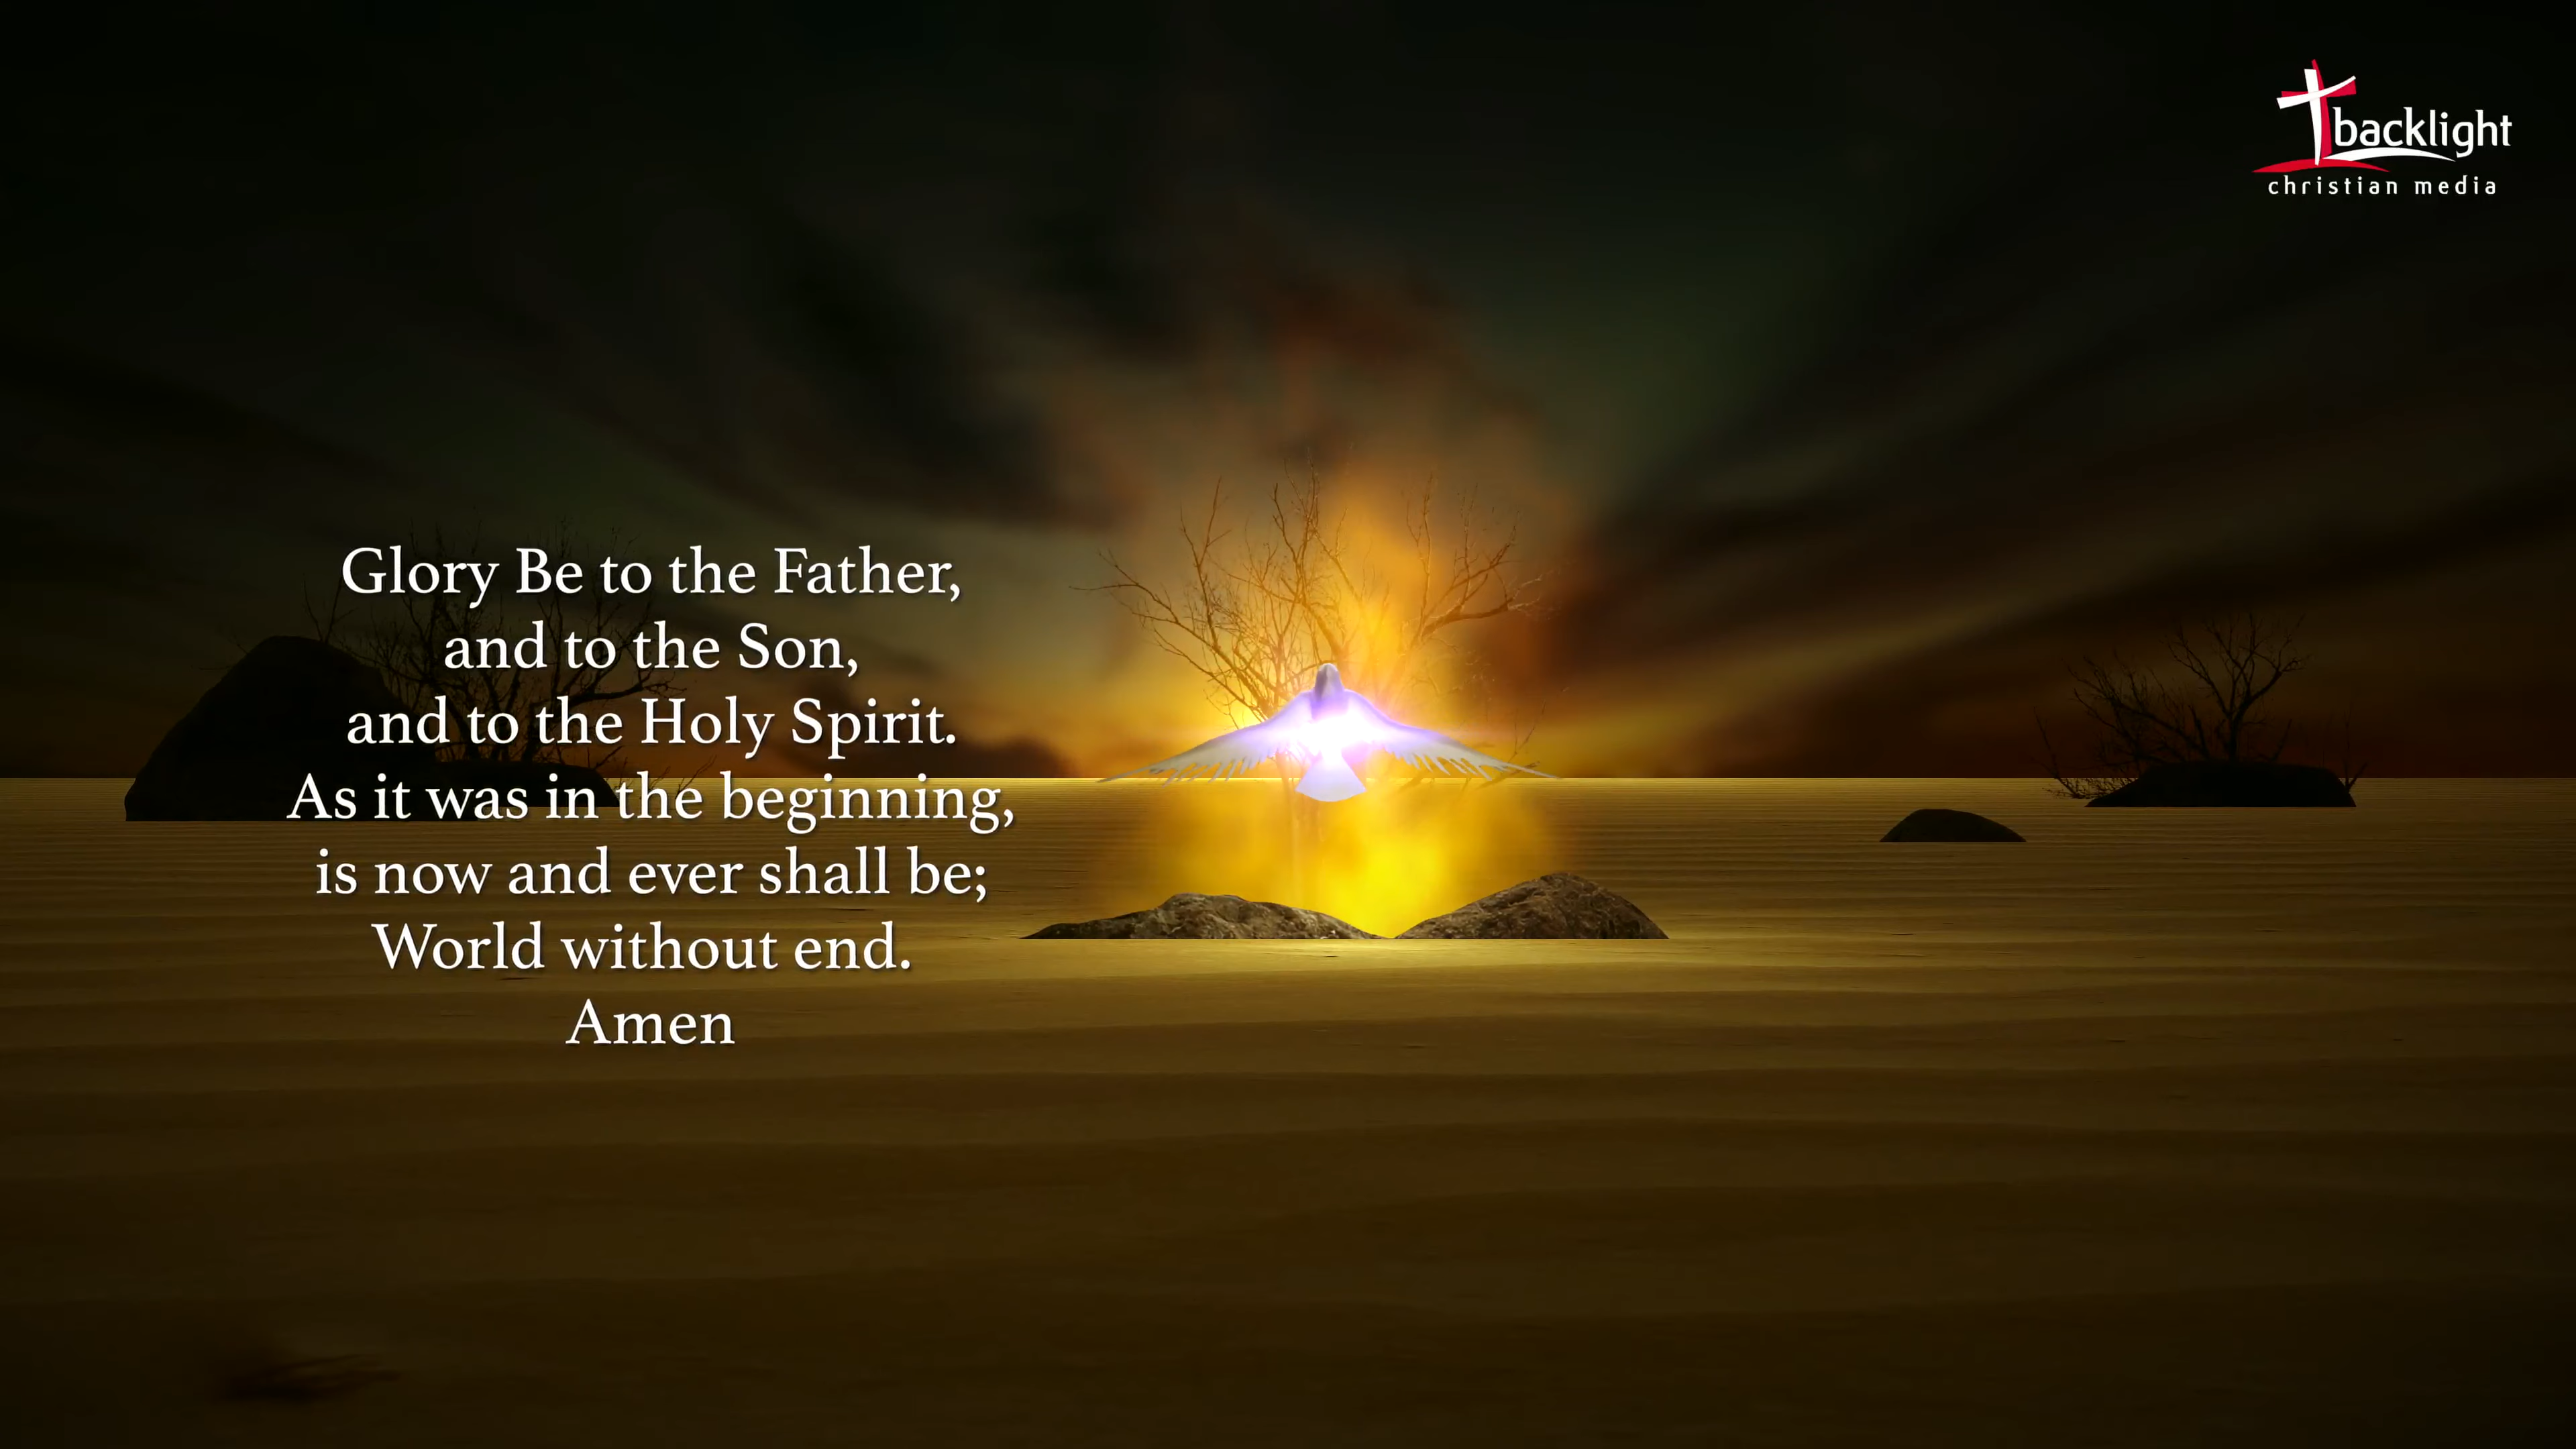 backlight
christian media
Glory Be to the Father,
and to the Son,
and to the Holy Spirit.
As it was in the beginning,
is now and ever shall be;
World without end.
Amen